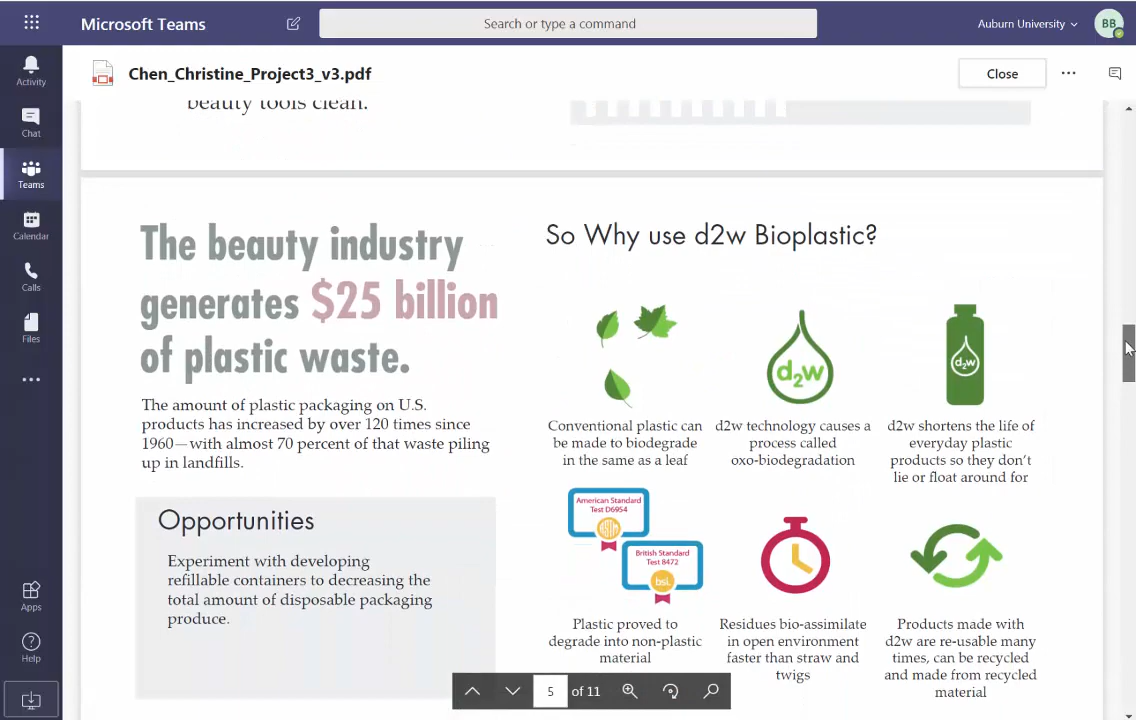 Microsoft Teams
Search or type a command
Auburn University
BB
Activity
Chat
Teams
Calendar
Calls
Files
Apps
Help
Chen_Christine_Project3_v3.pdf
Close
beauty tools clean.
The beauty industry
generates $25 billion
of plastic waste.
The amount of plastic packaging on U.S.
products has increased by over 120 times since
1960—with almost 70 percent of that waste piling
up in landfills.
Opportunities
Experiment with developing
refillable containers to decreasing the
total amount of disposable packaging
produce.
So Why use d2w Bioplastic?
Conventional plastic can
be made to biodegrade
in the same as a leaf
d2w
d2w technology causes a
process called
oxo-biodegradation
d2w
d2w shortens the life of
everyday plastic
products so they don't
lie or float around for
American Standard
Test D6954
British Standard
Test 8472
bsi.
Plastic proved to
degrade into non-plastic
material
Residues bio-assimilate
in open environment
faster than straw and
twigs
Products made with
d2w are re-usable many
times, can be recycled
and made from recycled
material
5 of 11